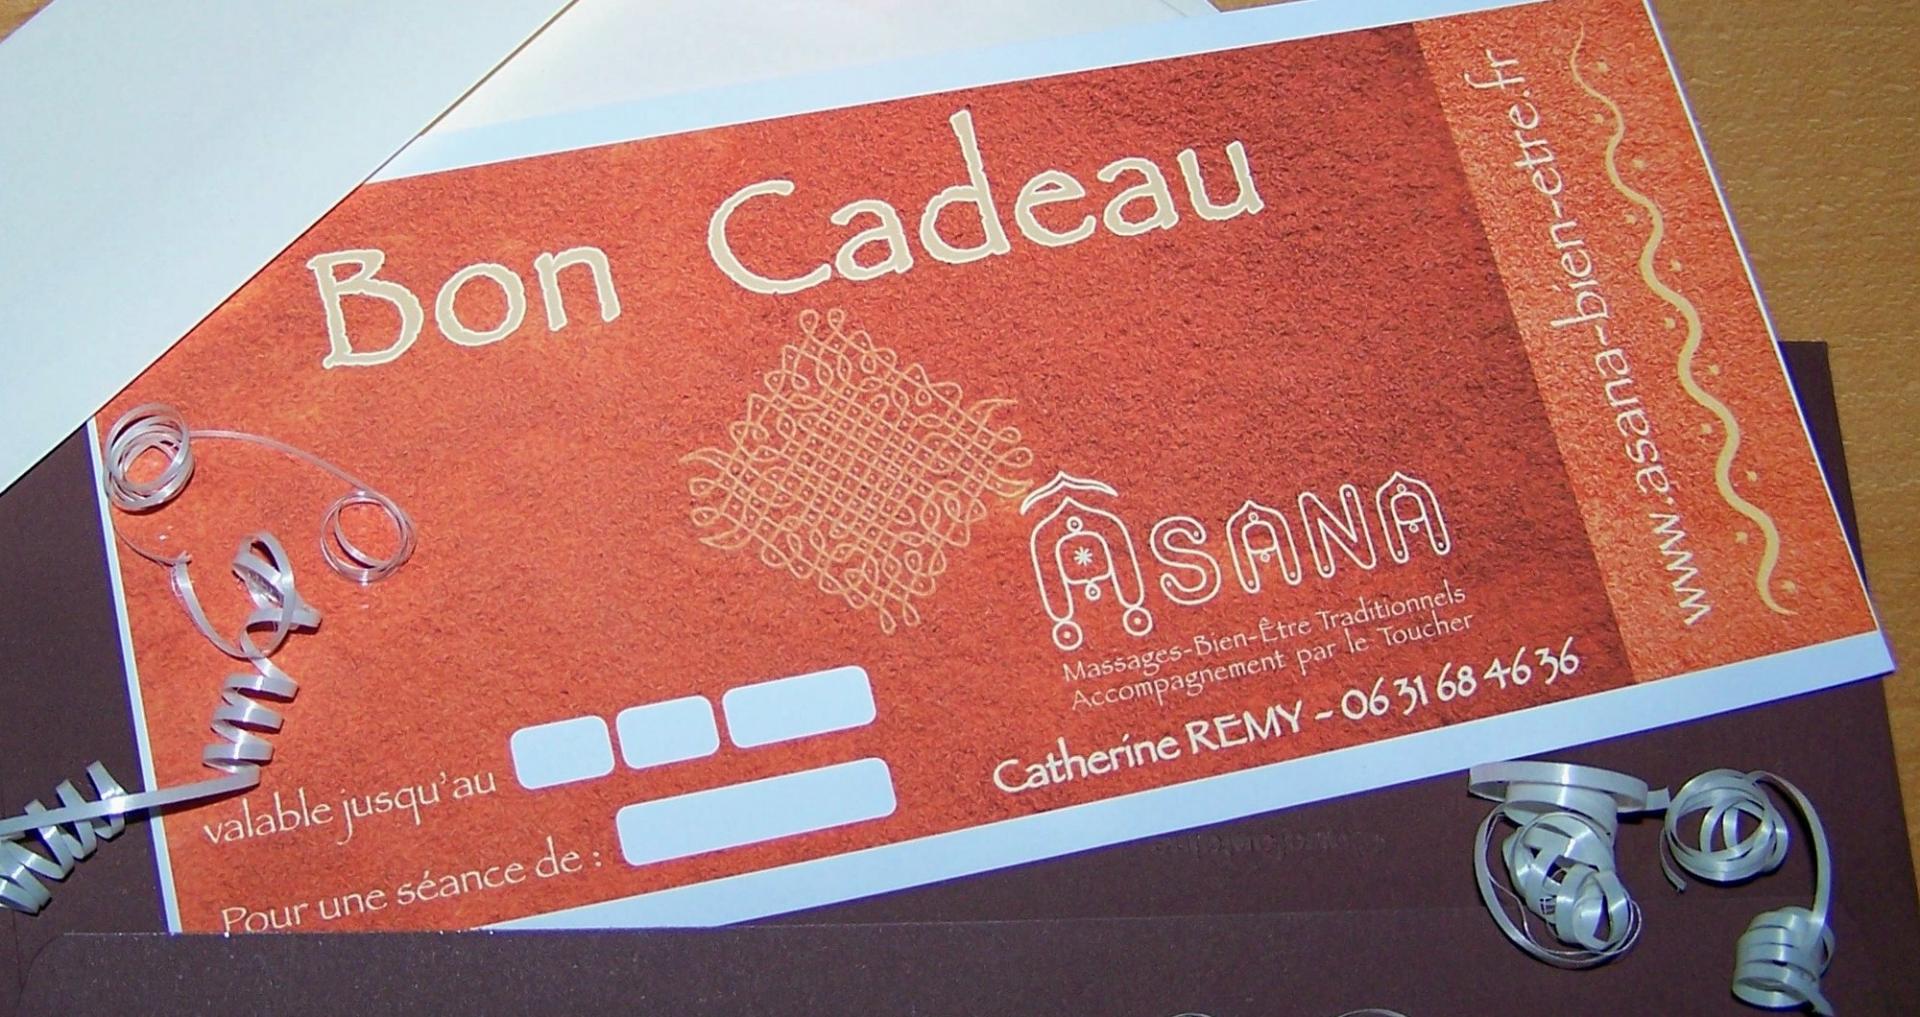 Bon Cadeau
www.asana-bien-etre.fr
ÂSANA
Massages-Bien-Être Traditionnels
Accompagnement par le Toucher
Catherine REMY - 06 31 68 46 36
valable jusqu'au
Pour une séance de :